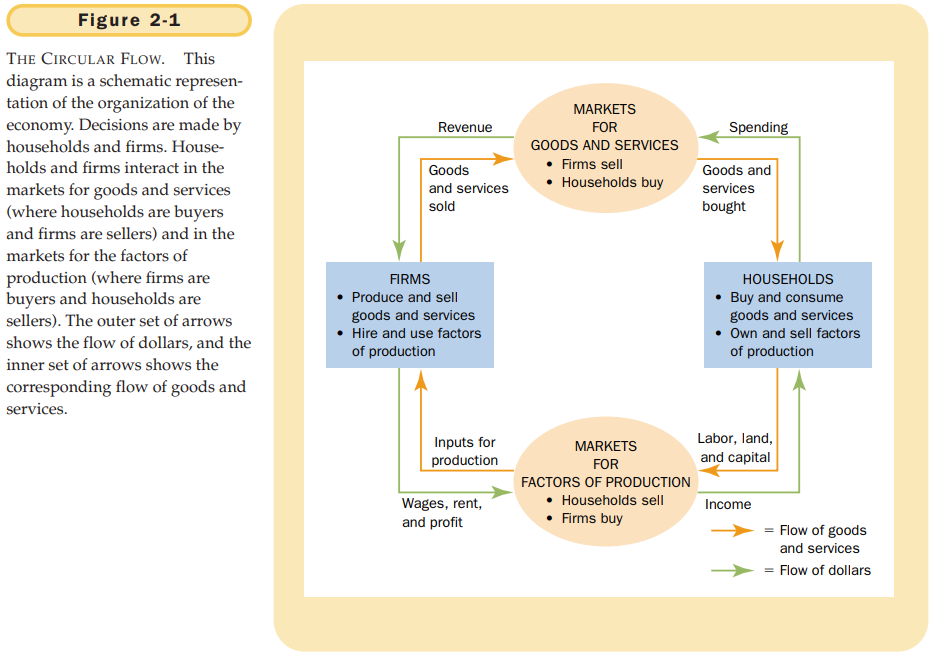 Figure 2-1
THE CIRCULAR FLOW. This
diagram is a schematic represen-
tation of the organization of the
economy. Decisions are made by
households and firms. House-
holds and firms interact in the
markets for goods and services
(where households are buyers
and firms are sellers) and in the
markets for the factors of
production (where firms are
buyers and households are
sellers). The outer set of arrows
shows the flow of dollars, and the
inner set of arrows shows the
corresponding flow of goods and
services.
MARKETS
FOR
GOODS AND SERVICES
• Firms sell
• Households buy
Revenue
Spending
Goods
and services
sold
Goods and
services
bought
FIRMS
• Produce and sell
goods and services
• Hire and use factors
of production
HOUSEHOLDS
• Buy and consume
goods and services
• Own and sell factors
of production
Inputs for
production
Labor, land,
and capital
MARKETS
FOR
FACTORS OF PRODUCTION
• Households sell
• Firms buy
Wages, rent,
and profit
Income
= Flow of goods
and services
= Flow of dollars